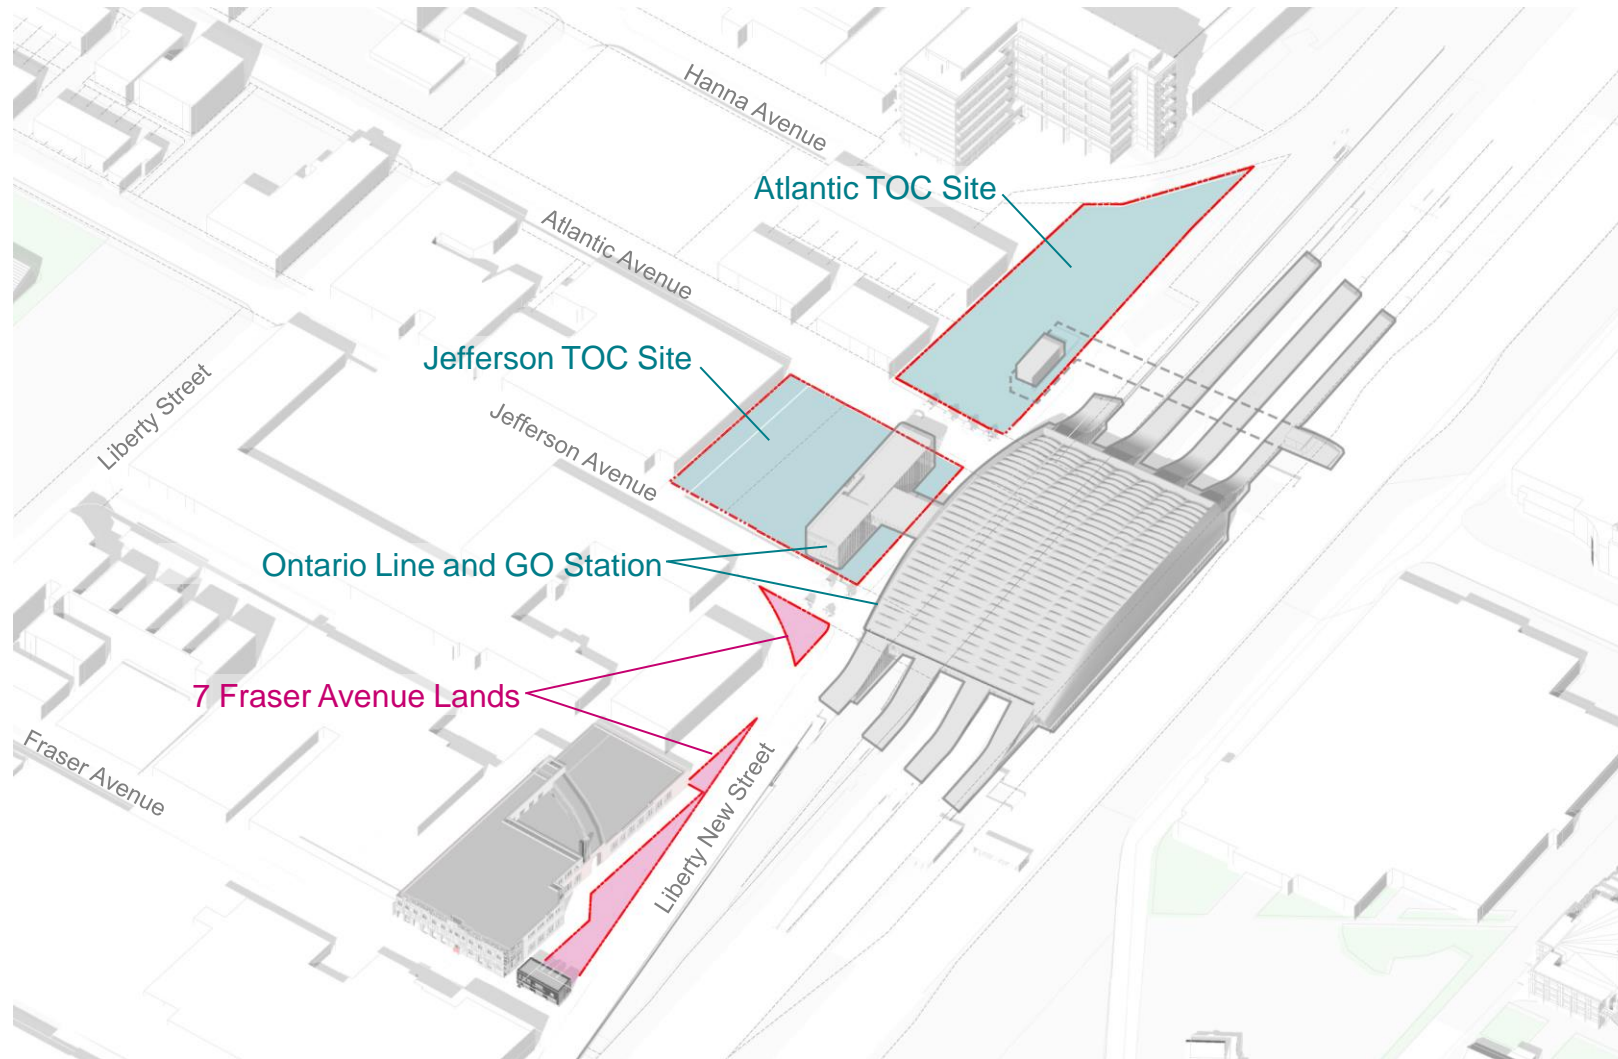 Hanna Avenue
Atlantic TOC Site
Atlantic Avenue
Jefferson TOC Site
Liberty Street
Jefferson Avenue
Ontario Line and GO Station
7 Fraser Avenue Lands
Fraser Avenue
Liberty New Street